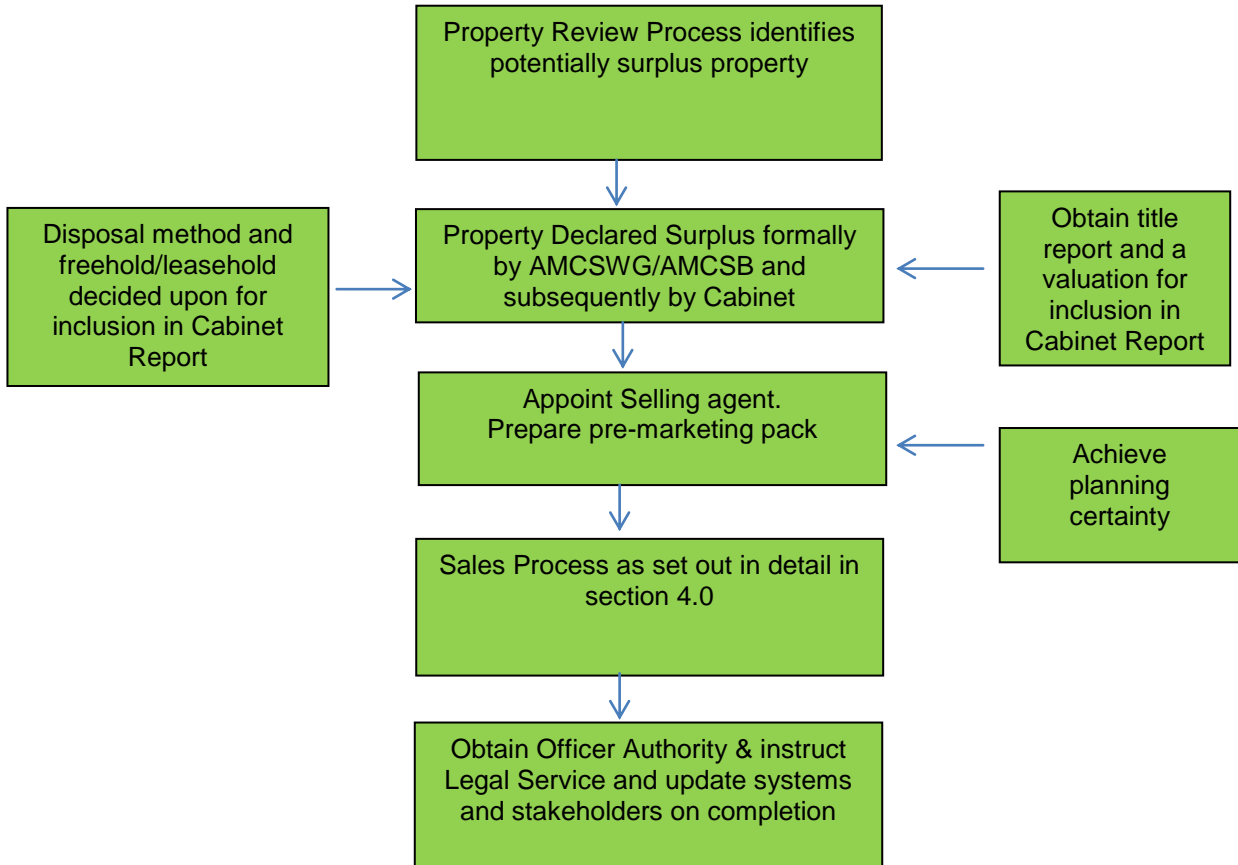 Property Review Process identifies
potentially surplus property
Disposal method and
freehold/leasehold
decided upon for
inclusion in Cabinet
Report
Property Declared Surplus formally
by AMCSWG/AMCSB and
subsequently by Cabinet
Obtain title
report and a
valuation for
inclusion in
Cabinet Report
Appoint Selling agent.
Prepare pre-marketing pack
Achieve
planning
certainty
Sales Process as set out in detail in
section 4.0
Obtain Officer Authority & instruct
Legal Service and update systems
and stakeholders on completion